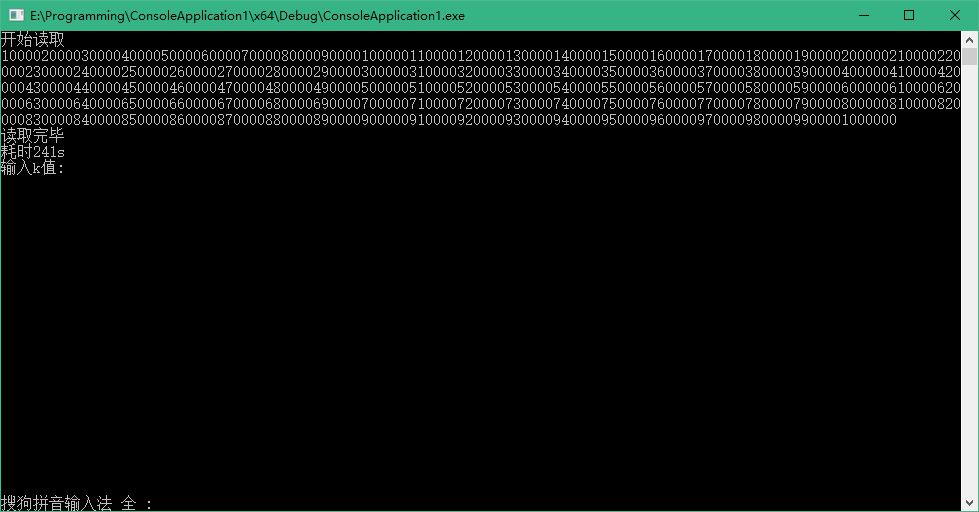 E:\Programming\ConsoleApplication1\x64\Debug\ConsoleApplication1.exe
开始读取
100002000030000400005000060000700008000090000100000110000120000130000140000150000160000170000180000190000200000210000220
000230000240000250000260000270000280000290000300000310000320000330000340000350000360000370000380000390000400000410000420
000430000440000450000460000470000480000490000500000510000520000530000540000550000560000570000580000590000600000610000620
000630000640000650000660000670000680000690000700000710000720000730000740000750000760000770000780000790000800000810000820
0008300008400008500008600008700008800008900009000009100009200009300009400009500009600009700009800009900001000000
读取完毕
耗时241s
输入k值:
搜狗拼音输入法 全 :